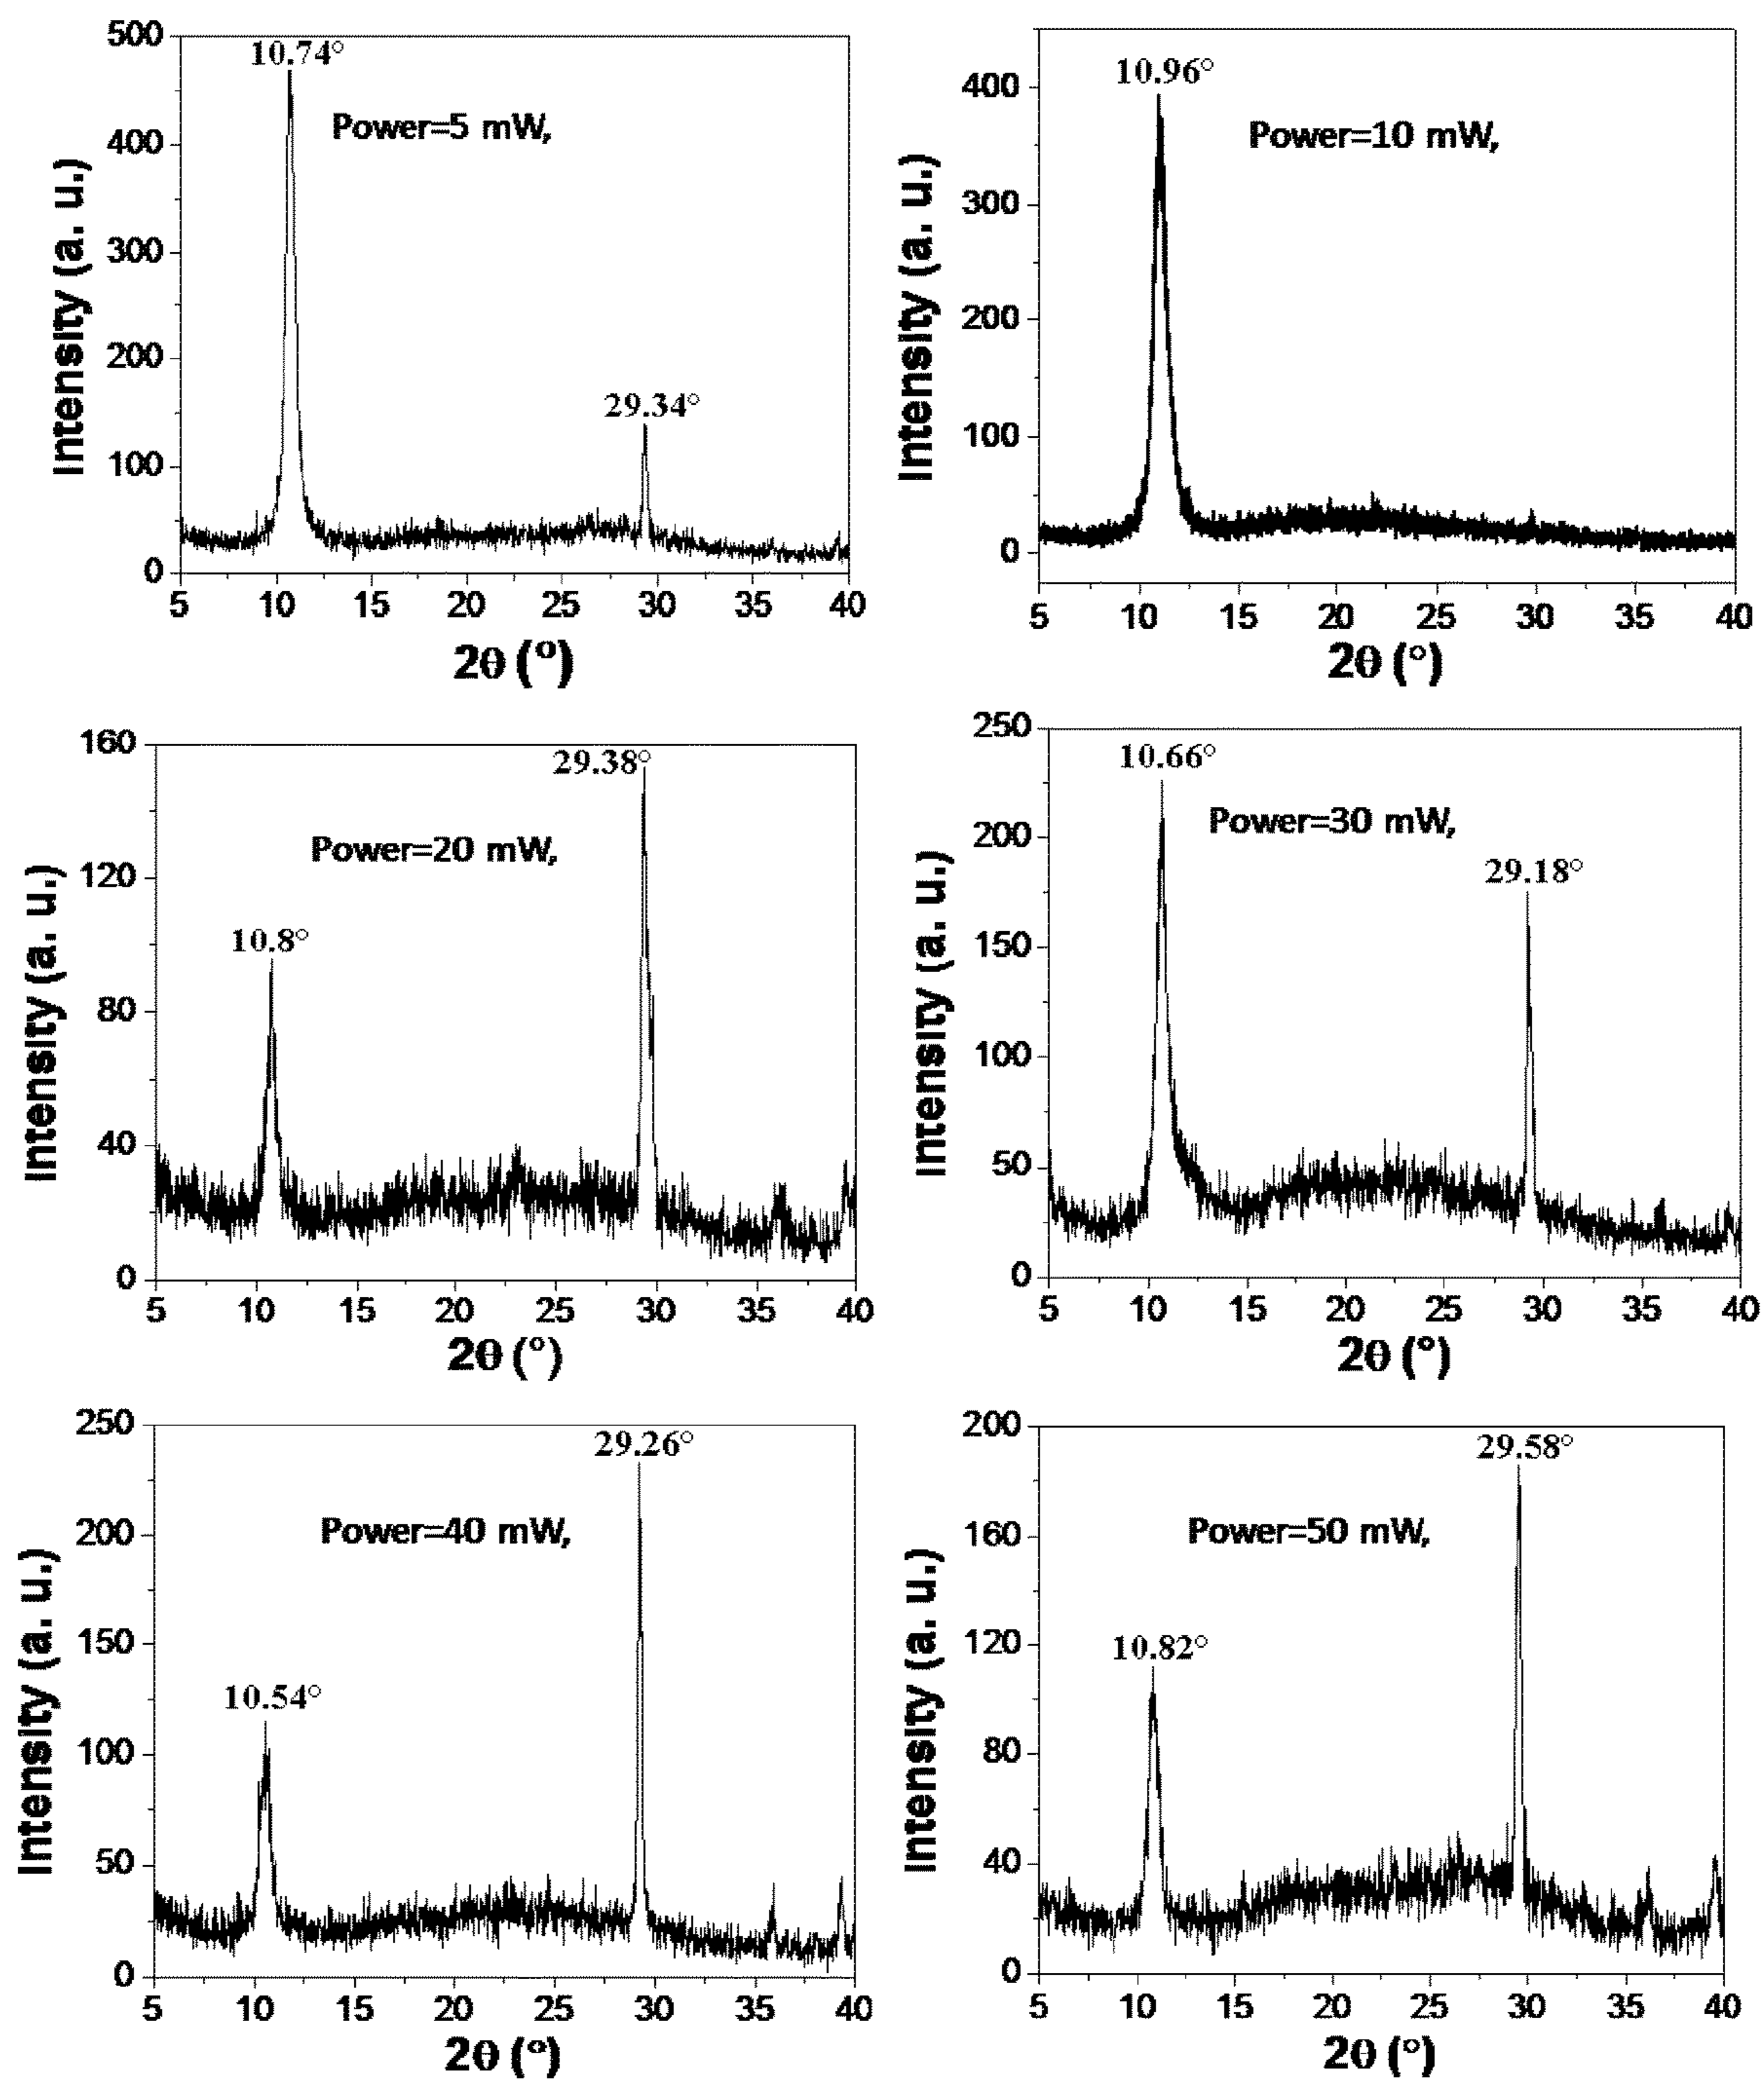 500
10.74°
Power=5 mW,
400
300
200
29.34°
100
0
5 10 15 20 25 30 35 40
Intensity (a. u.)
2θ (°)
10.96°
400
Power=10 mW,
300
200
100
0
5 10 15 20 25 30 35 40
Intensity (a. u.)
2θ (°)
160
29.38°
Power=20 mW,
120
10.8°
80
40
0
5 10 15 20 25 30 35 40
Intensity (a. u.)
2θ (°)
250
10.66°
Power=30 mW,
200
29.18°
150
100
50
0
5 10 15 20 25 30 35 40
Intensity (a. u.)
2θ (°)
250
29.26°
Power=40 mW,
200
150
10.54°
100
50
0
5 10 15 20 25 30 35 40
Intensity (a. u.)
2θ (°)
200
29.58°
Power=50 mW,
160
120
10.82°
80
40
0
5 10 15 20 25 30 35 40
Intensity (a. u.)
2θ (°)